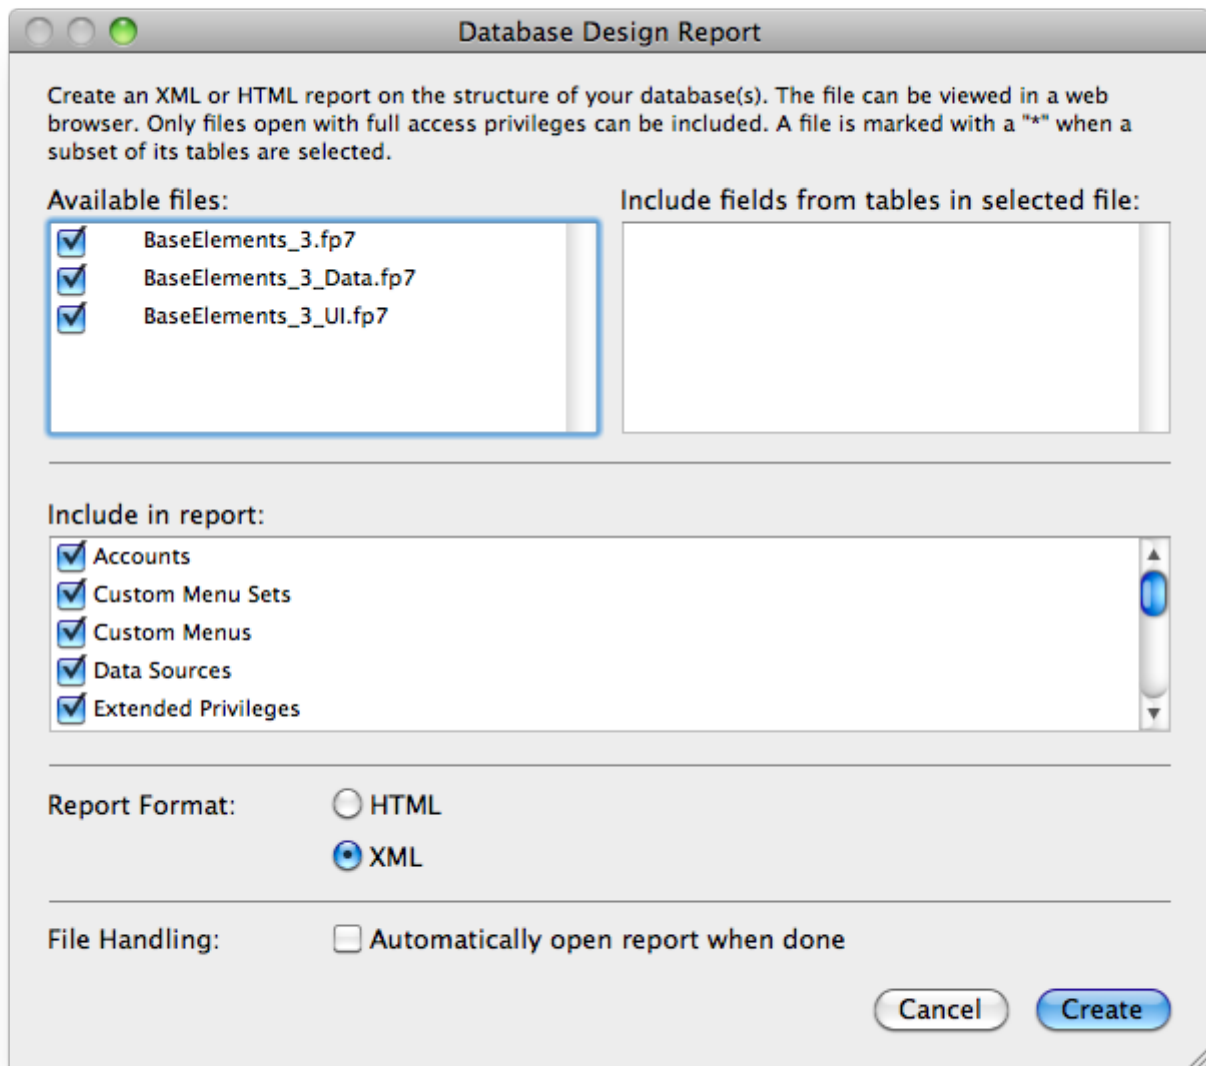 Database Design Report
Create an XML or HTML report on the structure of your database(s). The file can be viewed in a web
browser. Only files open with full access privileges can be included. A file is marked with a "*" when a
subset of its tables are selected.
Available files:
Include fields from tables in selected file:
BaseElements_3.fp7
BaseElements_3_Data.fp7
BaseElements_3_UI.fp7
Include in report:
Accounts
Custom Menu Sets
Custom Menus
Data Sources
Extended Privileges
Report Format:
HTML
XML
File Handling:
Automatically open report when done
Cancel
Create